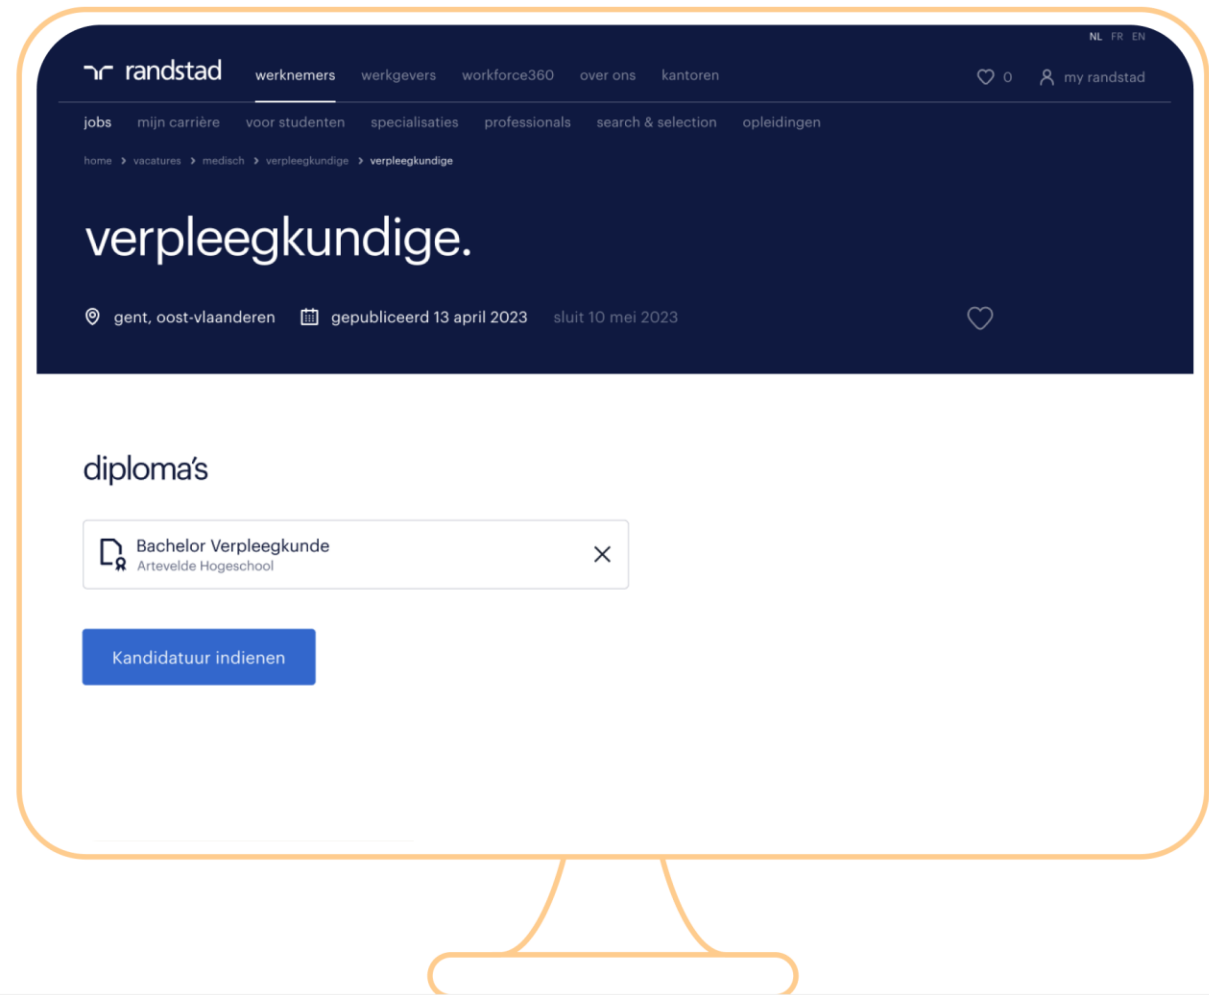 NL FR EN
randstad werknemers werkgevers workforce360 over ons kantoren 0 my randstad
jobs mijn carrière voor studenten specialisaties professionals search & selection opleidingen
home > vacatures > medisch > verpleegkundige > verpleegkundige
verpleegkundige.
gent, oost-vlaanderen gepubliceerd 13 april 2023 sluit 10 mei 2023
diploma's
Bachelor Verpleegkunde
Artevelde Hogeschool
Kandidatuur indienen